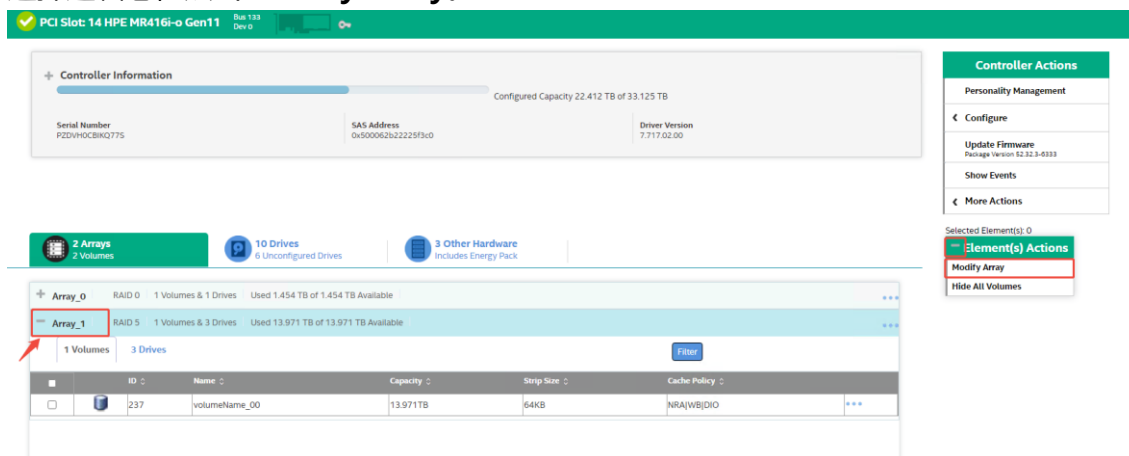 PCI Slot: 14 HPE MR416i-o Gen11 Bus 133 Dev 0
Controller Information
Configured Capacity 22.412 TB of 33.125 TB
Serial Number SAS Address Driver Version
PZDVH0CBIKQ77S 0x500062b22225f3c0 7.717.02.00
Controller Actions
Personality Management
Configure
Update Firmware
Package Version 52.32.3-6333
Show Events
More Actions
Selected Element(s): 0
Element(s) Actions
Modify Array
Hide All Volumes
2 Arrays 10 Drives 3 Other Hardware
2 Volumes 6 Unconfigured Drives Includes Energy Pack
Array_0 RAID 0 1 Volumes & 1 Drives Used 1.454 TB of 1.454 TB Available
Array_1 RAID 5 1 Volumes & 3 Drives Used 13.971 TB of 13.971 TB Available
1 Volumes 3 Drives Filter
ID Name Capacity Strip Size Cache Policy
237 volumeName_00 13.971TB 64KB NRA|WB|DIO